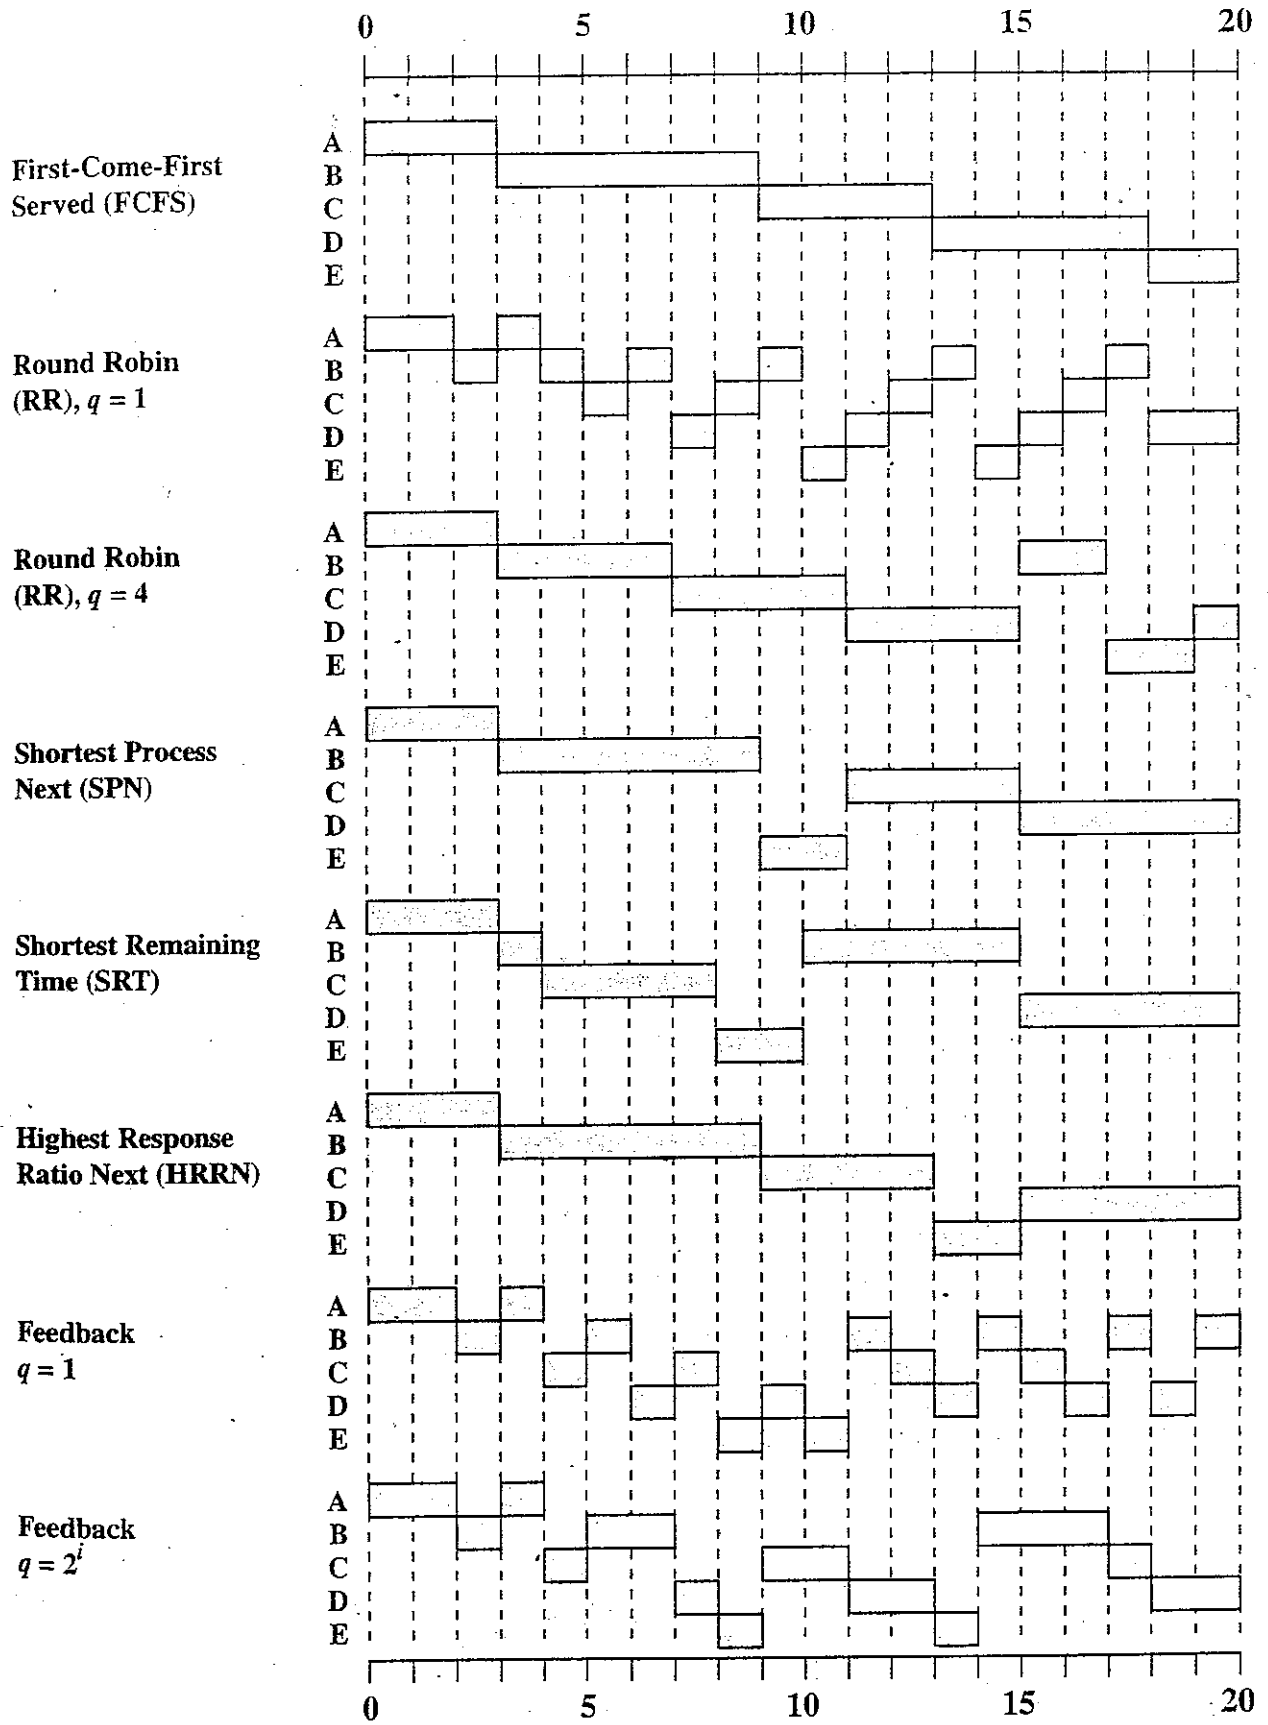 0 5 10 15 20
First-Come-First
Served (FCFS)
A
B
C
D
E
Round Robin
(RR), q = 1
A
B
C
D
E
Round Robin
(RR), q = 4
A
B
C
D
E
Shortest Process
Next (SPN)
A
B
C
D
E
Shortest Remaining
Time (SRT)
A
B
C
D
E
Highest Response
Ratio Next (HRRN)
A
B
C
D
E
Feedback
q = 1
A
B
C
D
E
Feedback
q = 2^i
A
B
C
D
E
0 5 10 15 20